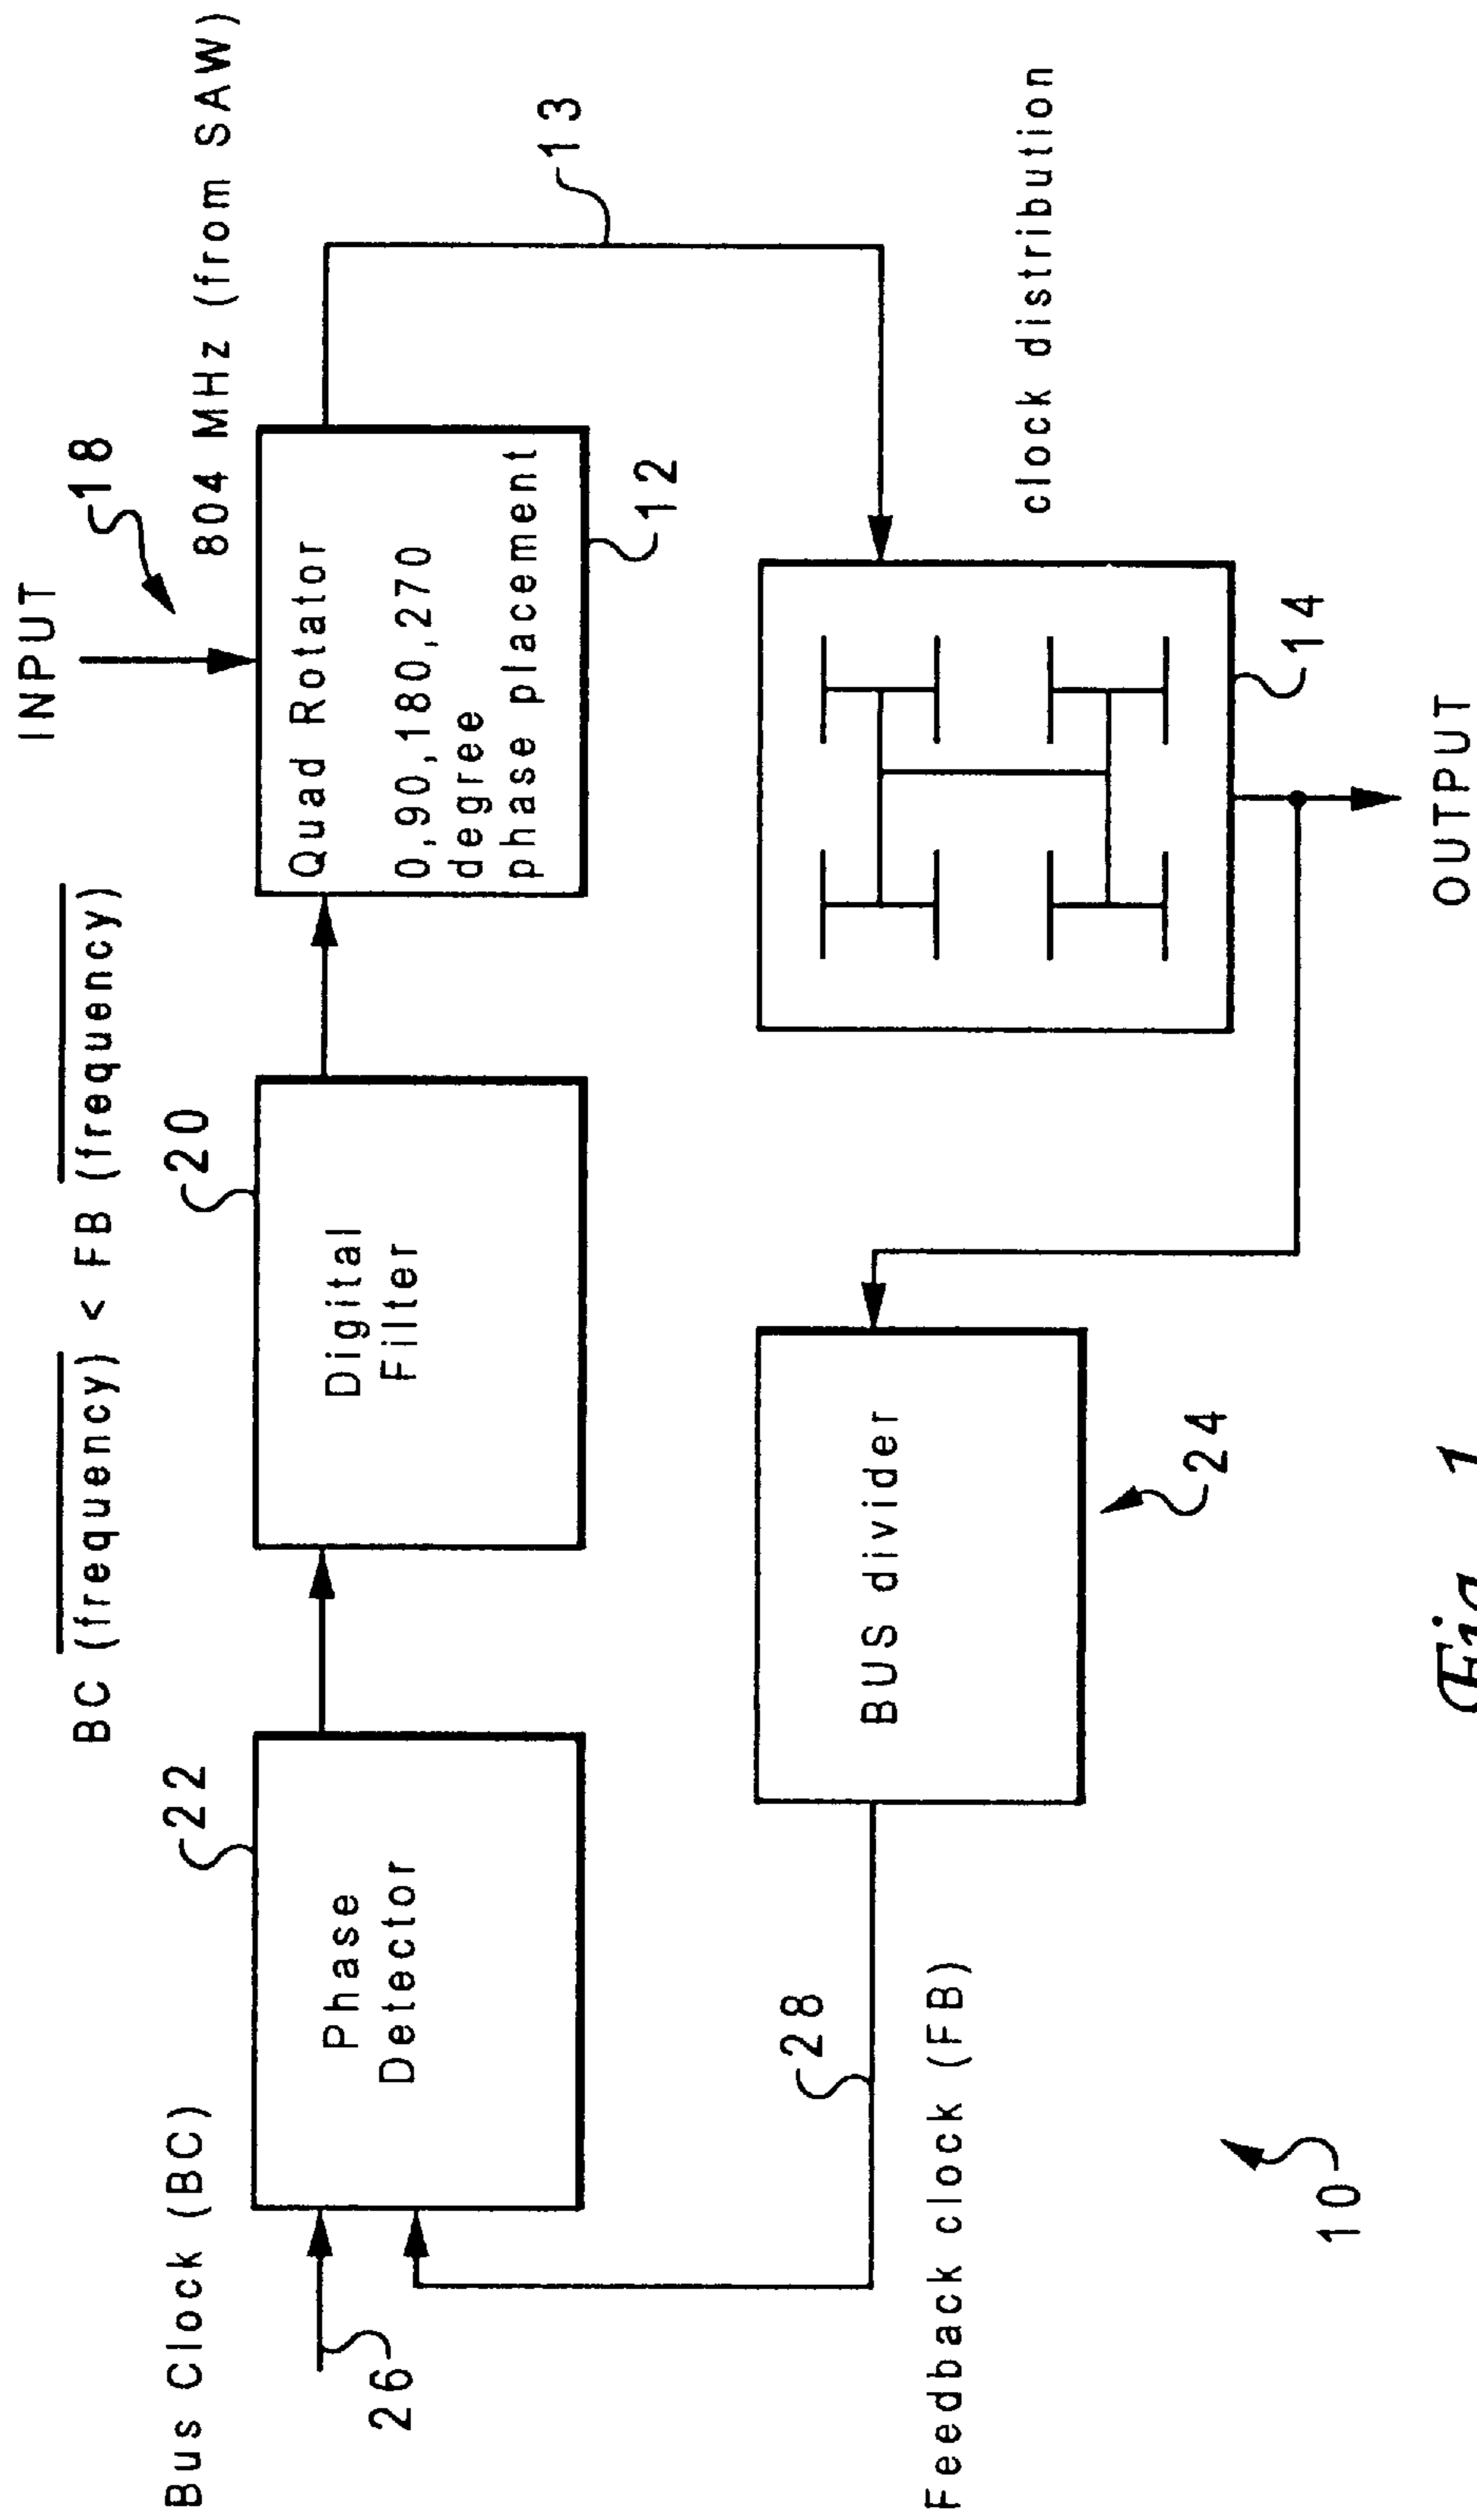 INPUT
18
804 MHz (from SAW)
BC (frequency) < FB (frequency)
Bus Clock (BC)
22
20
Phase
Detector
Digital
Filter
Quad Rotator
0,90,180,270
degree
phase placement
26
12
13
28
BUS divider
Feedback clock (FB)
24
clock distribution
14
10
OUTPUT
Fig. 1